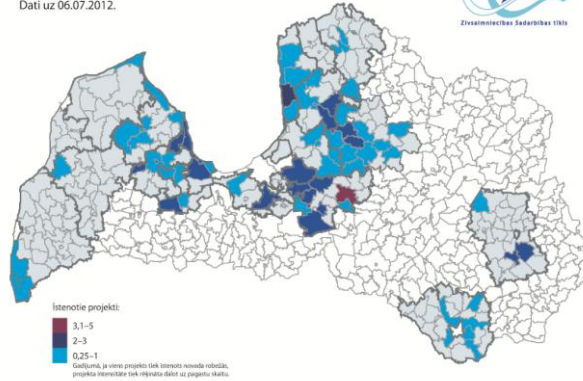 Dati uz 06.07.2012.
Zivsaimniecības Sadarbības tīkls
Īstenotie projekti:
3,1–5
2–3
0,25–1
Gadījumā, ja viens projekts tiek īstenots novada robežās,
projekta intensitāte tiek rēķināta dalot uz pagastu skaitu.